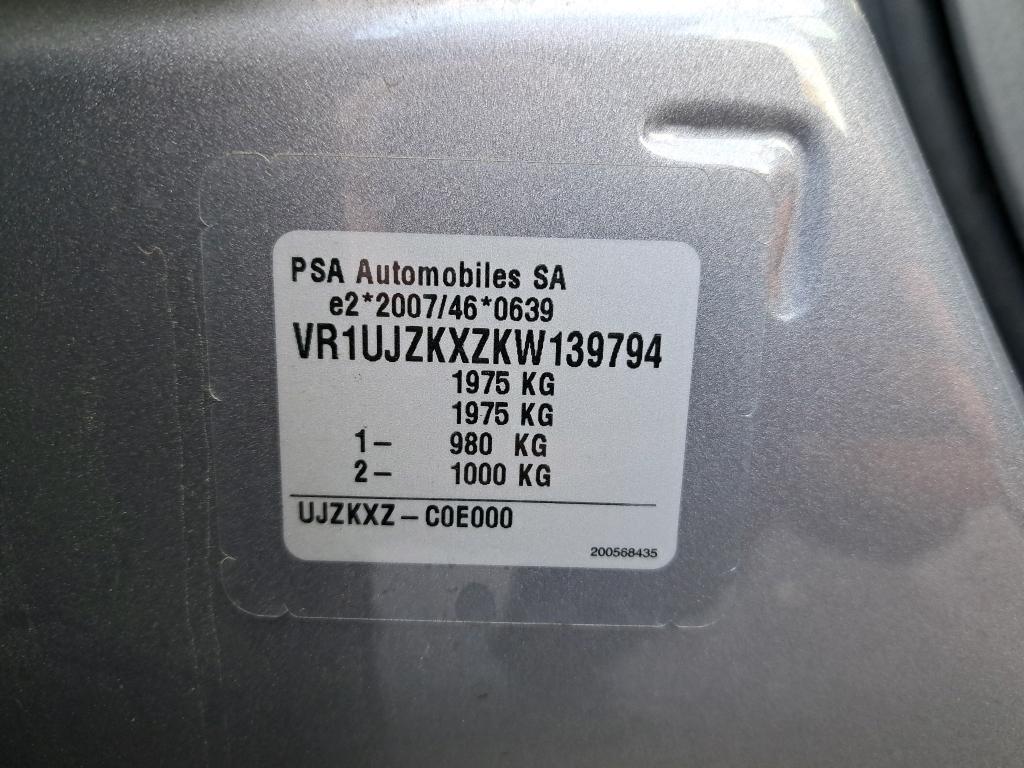 PSA Automobiles SA
e2*2007/46*0639
VR1UJZKXZKW139794
1975 KG
1975 KG
1- 980 KG
2- 1000 KG
UJZKXZ-C0E000
200568435